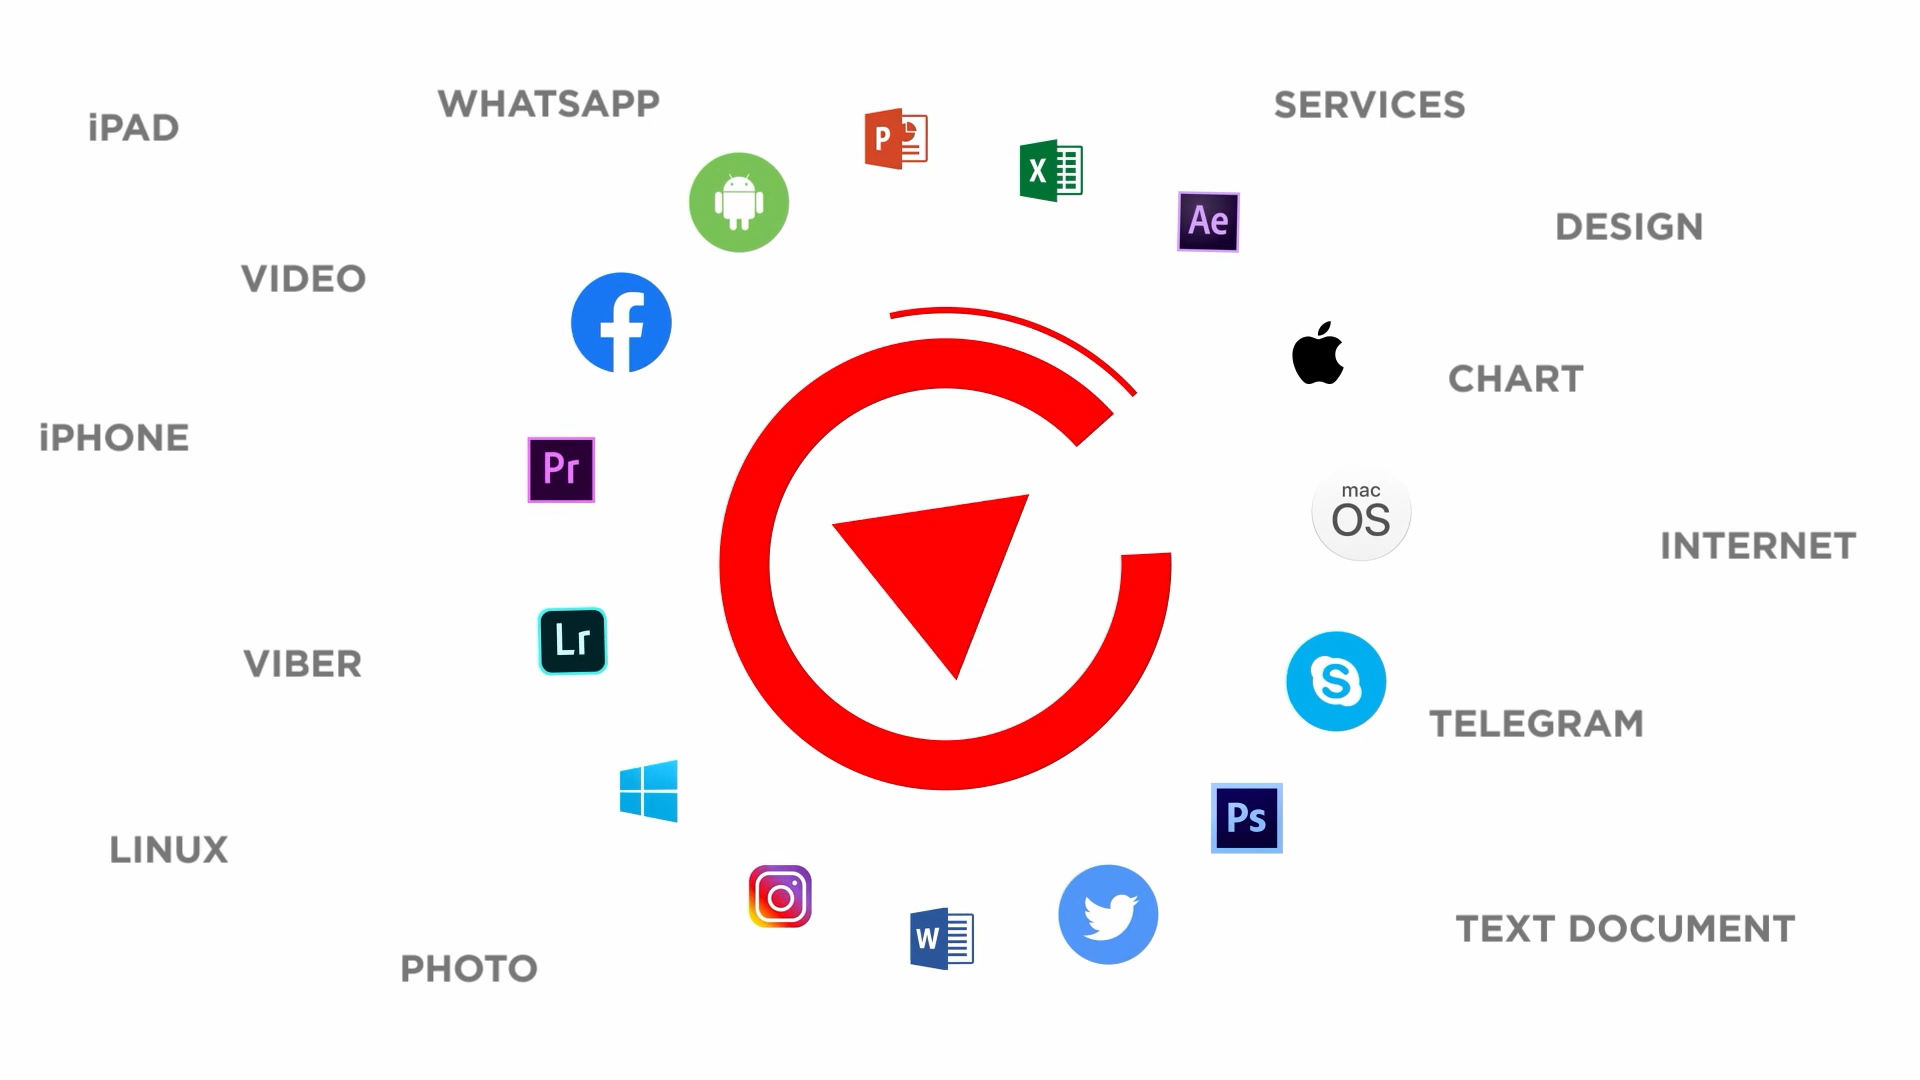 WHATSAPP
SERVICES
iPAD
P
X
Ae
DESIGN
VIDEO
f
CHART
iPHONE
Pr
mac
OS
INTERNET
Lr
VIBER
S
TELEGRAM
Ps
LINUX
W
TEXT DOCUMENT
PHOTO